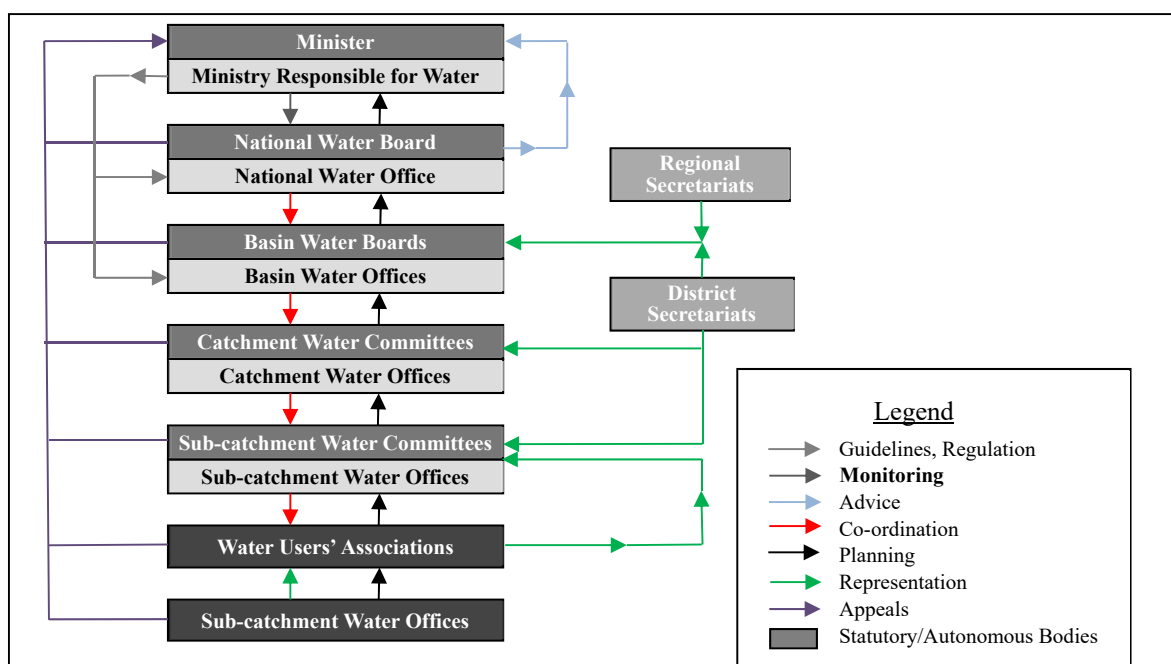 Minister
Ministry Responsible for Water
National Water Board
National Water Office
Basin Water Boards
Basin Water Offices
Catchment Water Committees
Catchment Water Offices
Sub-catchment Water Committees
Sub-catchment Water Offices
Water Users' Associations
Sub-catchment Water Offices
Regional
Secretariats
District
Secretariats
Legend
Guidelines, Regulation
Monitoring
Advice
Co-ordination
Planning
Representation
Appeals
Statutory/Autonomous Bodies